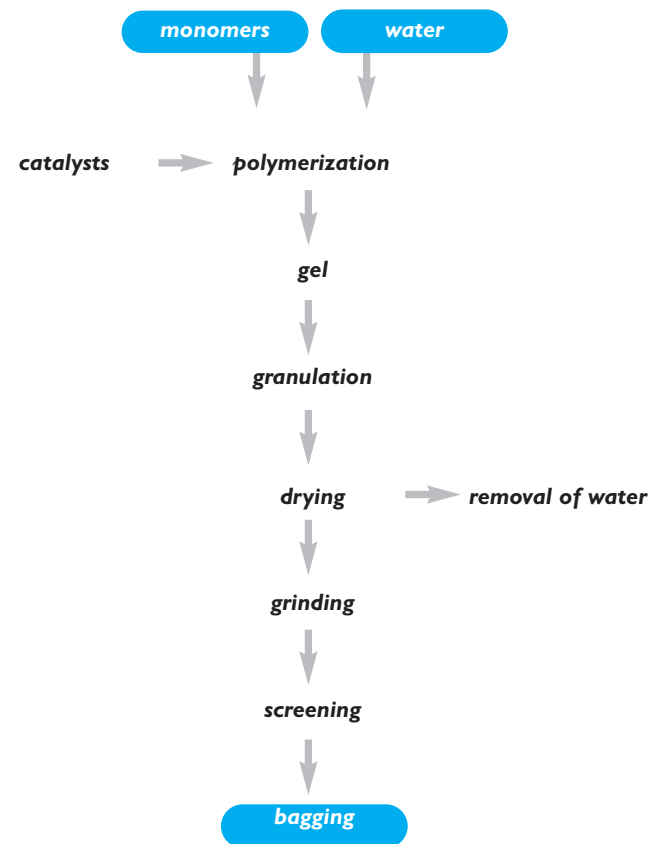 monomers
water
catalysts
polymerization
gel
granulation
drying
removal of water
grinding
screening
bagging